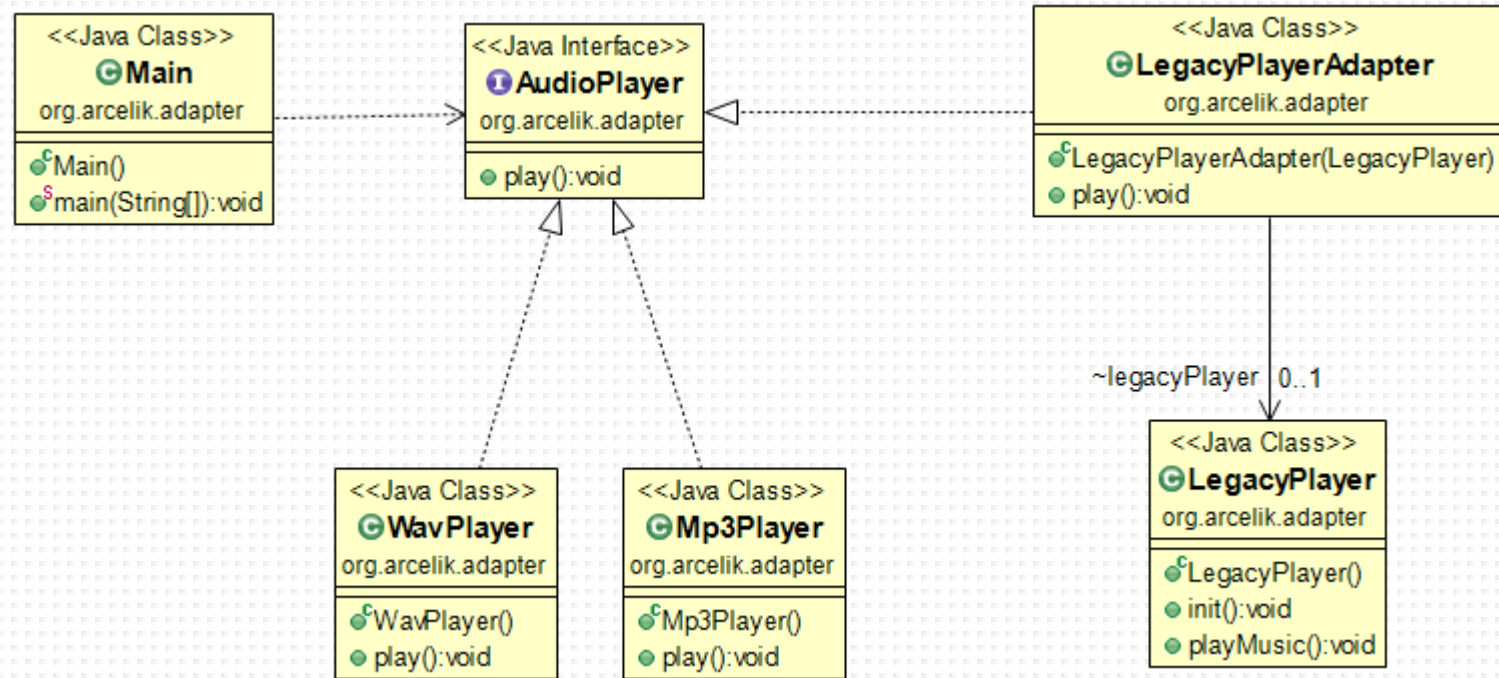 <<Java Class>>
Main
org.arcelik.adapter
Main()
main(String[]):void
<<Java Interface>>
AudioPlayer
org.arcelik.adapter
play():void
<<Java Class>>
LegacyPlayerAdapter
org.arcelik.adapter
LegacyPlayerAdapter(LegacyPlayer)
play():void
~legacyPlayer 0..1
<<Java Class>>
WavPlayer
org.arcelik.adapter
WavPlayer()
play():void
<<Java Class>>
Mp3Player
org.arcelik.adapter
Mp3Player()
play():void
<<Java Class>>
LegacyPlayer
org.arcelik.adapter
LegacyPlayer()
init():void
playMusic():void